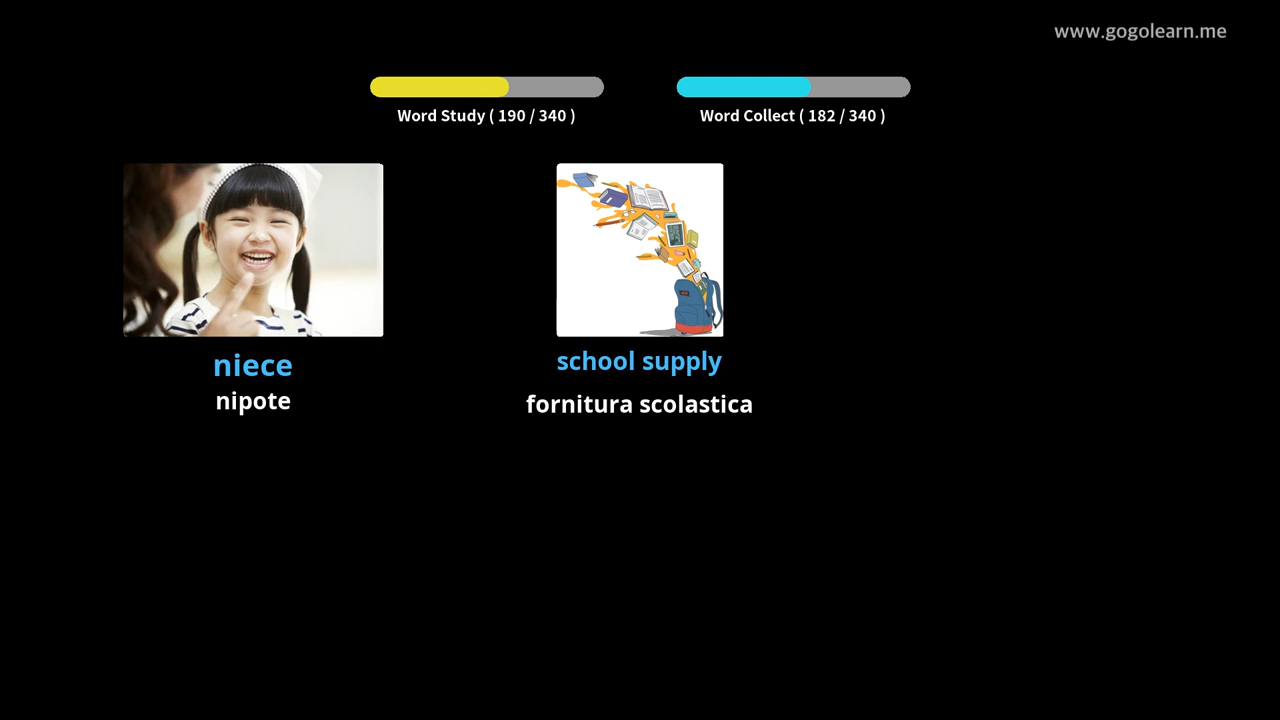 www.gogolearn.me
Word Study ( 190 / 340 )
Word Collect ( 182 / 340 )
niece
nipote
school supply
fornitura scolastica